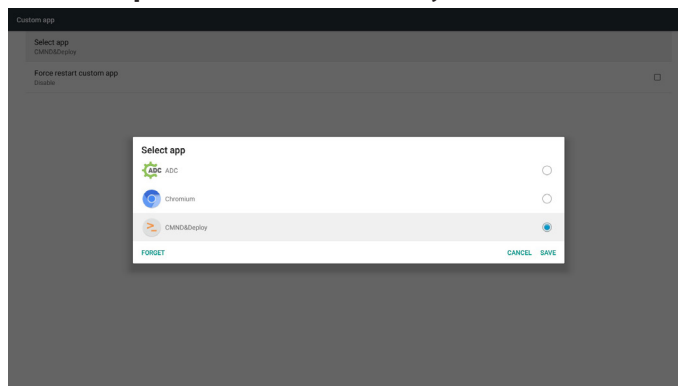 Custom app
Select app
CMND&Deploy
Force restart custom app
Disable
Select app
ADC ADC
Chromium
CMND&Deploy
FORGET CANCEL SAVE